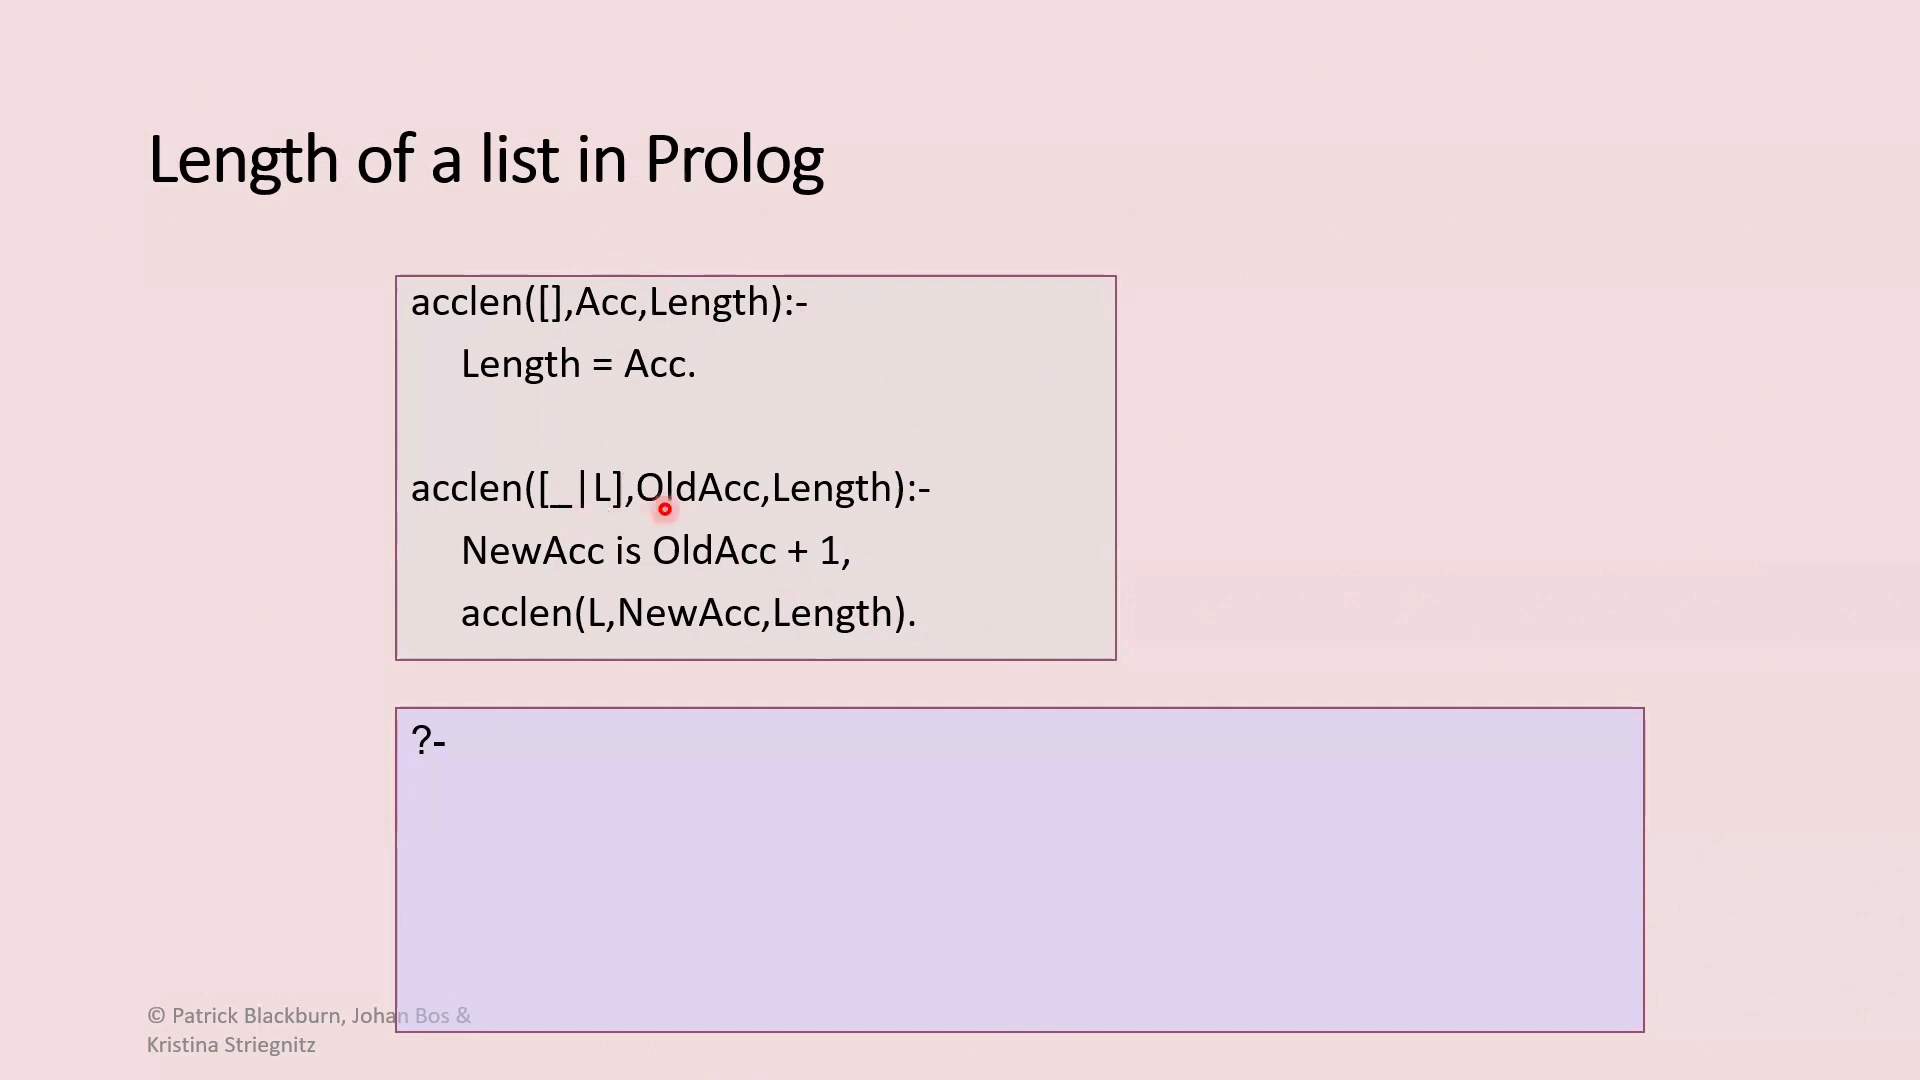 Length of a list in Prolog
acclen([],Acc,Length):-
Length = Acc.
acclen([_|L],OldAcc,Length):-
NewAcc is OldAcc + 1,
acclen(L,NewAcc,Length).
?-
© Patrick Blackburn, Johan Bos &
Kristina Striegnitz